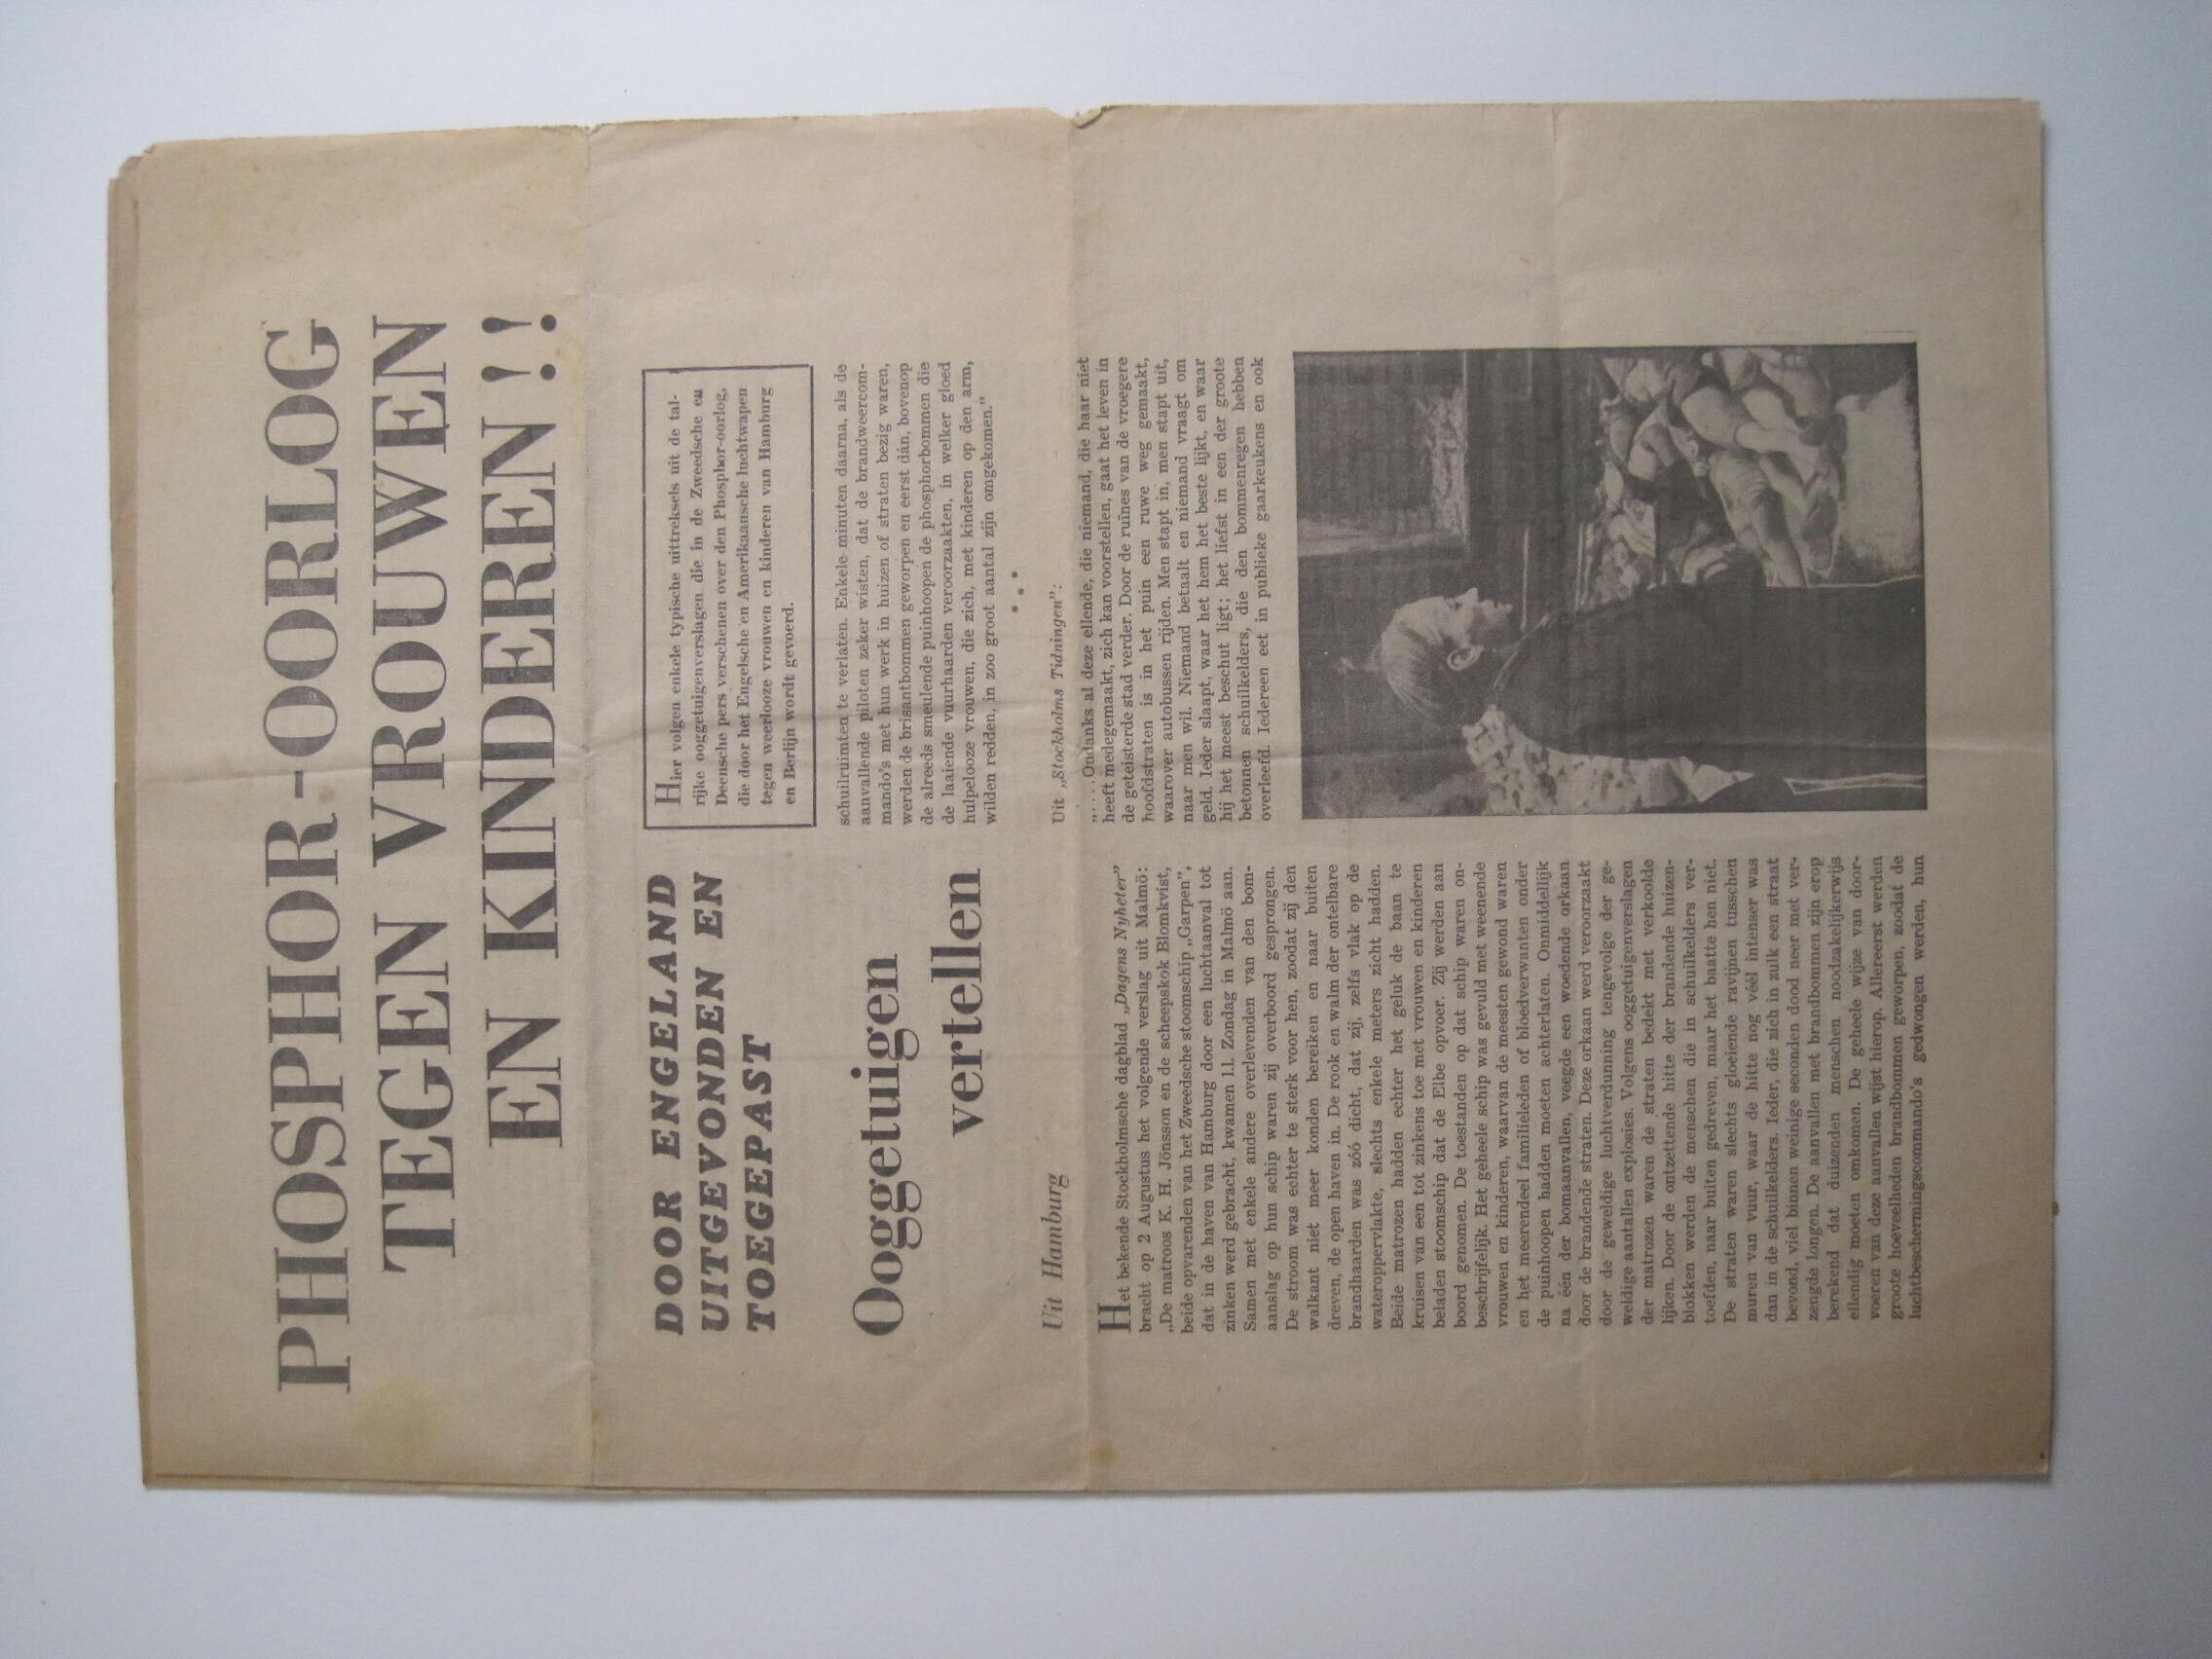 PHOSPHOR-OORLOG
TEGEN VROUWEN
EN KINDEREN !!
DOOR ENGELAND
UITGEVONDEN EN
TOEGEPAST
Hier volgen enkele typische uittreksels uit de tal-
rijke ooggetuigenverslagen die in de Zweedsche en
Deensche pers verschenen over den Phosphor-oorlog,
die door het Engelsche en Amerikaansche luchtwapen
tegen weerlooze vrouwen en kinderen van Hamburg
en Berlijn wordt gevoerd.
Ooggetuigen
vertellen
Uit Hamburg
Het bekende Stockholmsche dagblad „Dagens Nyheter"
bracht op 2 Augustus het volgende verslag uit Malmö:
„De matroos K. H. Jönsson en de scheepskok Blomkvist,
beide opvarenden van het Zweedsche stoomschip „Garpen",
dat in de haven van Hamburg door een luchtaanval tot
zinken werd gebracht, kwamen l.l. Zondag in Malmö aan.
Samen met enkele andere overlevenden van den bom-
aanslag op hun schip waren zij overboord gesprongen.
De stroom was echter te sterk voor hen, zoodat zij den
walkant niet meer konden bereiken en naar buiten
dreven, de open haven in. De rook en walm der ontelbare
brandhaarden was zóó dicht, dat zij, zelfs vlak op de
wateroppervlakte, slechts enkele meters zicht hadden.
Beide matrozen hadden echter het geluk de baan te
kruisen van een tot zinkens toe met vrouwen en kinderen
beladen stoomschip dat de Elbe opvoer. Zij werden aan
boord genomen. De toestanden op dat schip waren on-
beschrijfelijk. Het geheele schip was gevuld met weenende
vrouwen en kinderen, waarvan de meesten gewond waren
en het meerendeel familieleden of bloedverwanten onder
de puinhoopen hadden moeten achterlaten. Onmiddellijk
na één der bomaanvallen, veegde een woedende orkaan
door de brandende straten. Deze orkaan werd veroorzaakt
door de geweldige luchtverdunning tengevolge der ge-
weldige aantallen explosies. Volgens ooggetuigenverslagen
der matrozen waren de straten bedekt met verkoolde
lijken. Door de ontzettende hitte der brandende huizen-
blokken werden de menschen die in schuilkelders ver-
toefden, naar buiten gedreven, maar het baatte hen niet.
De straten waren slechts gloeiende ravijnen tusschen
muren van vuur, waar de hitte nog véél intenser was
dan in de schuilkelders. Ieder, die zich in zulk een straat
bevond, viel binnen weinige seconden dood neer met ver-
zengde longen. De aanvallen met brandbommen zijn erop
berekend dat duizenden menschen noodzakelijkerwijs
ellendig moeten omkomen. De geheele wijze van door-
voeren van deze aanvallen wijst hierop. Allereerst werden
groote hoeveelheden brandbommen geworpen, zoodat de
luchtbeschermingscommando's gedwongen werden, hun
schuilruimten te verlaten. Enkele minuten daarna, als de
aanvallende piloten zeker wisten, dat de brandweercom-
mando's met hun werk in huizen of straten bezig waren,
werden de brisantbommen geworpen en eerst dán, bovenop
de alreeds smeulende puinhoopen de phosphorbommen die
de laaiende vuurhaarden veroorzaakten, in welker gloed
hulpelooze vrouwen, die zich, met kinderen op den arm,
wilden redden, in zoo groot aantal zijn omgekomen."
Uit „Stockholms Tidningen":
„....Ondanks al deze ellende, die niemand, die haar niet
heeft medegemaakt, zich kan voorstellen, gaat het leven in
de geteisterde stad verder. Door de ruïnes van de vroegere
hoofdstraten is in het puin een ruwe weg gemaakt,
waarover autobussen rijden. Men stapt in, men stapt uit,
naar men wil. Niemand betaalt en niemand vraagt om
geld. Ieder slaapt, waar het hem het beste lijkt, en waar
hij het meest beschut ligt; het liefst in een der groote
betonnen schuilkelders, die den bommenregen hebben
overleefd. Iedereen eet in publieke gaarkeukens en ook